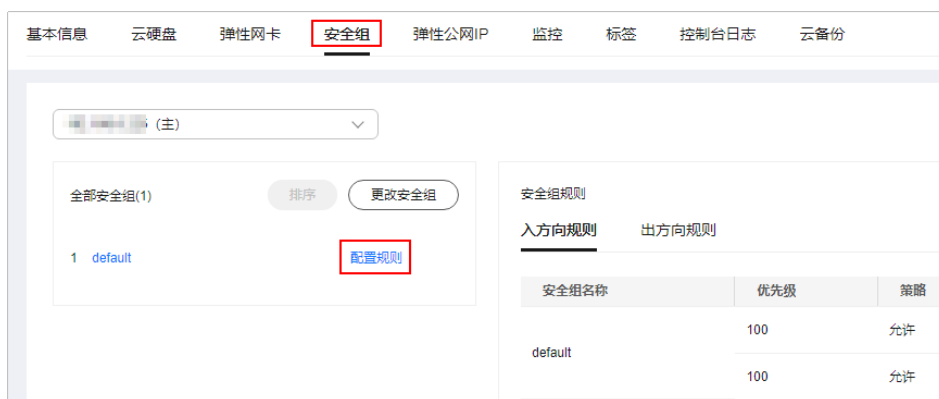 基本信息 云硬盘 弹性网卡 安全组 弹性公网IP 监控 标签 控制台日志 云备份
(主)
全部安全组(1) 排序 更改安全组
1 default 配置规则
安全组规则
入方向规则 出方向规则
安全组名称 优先级 策略
default
100 允许
100 允许